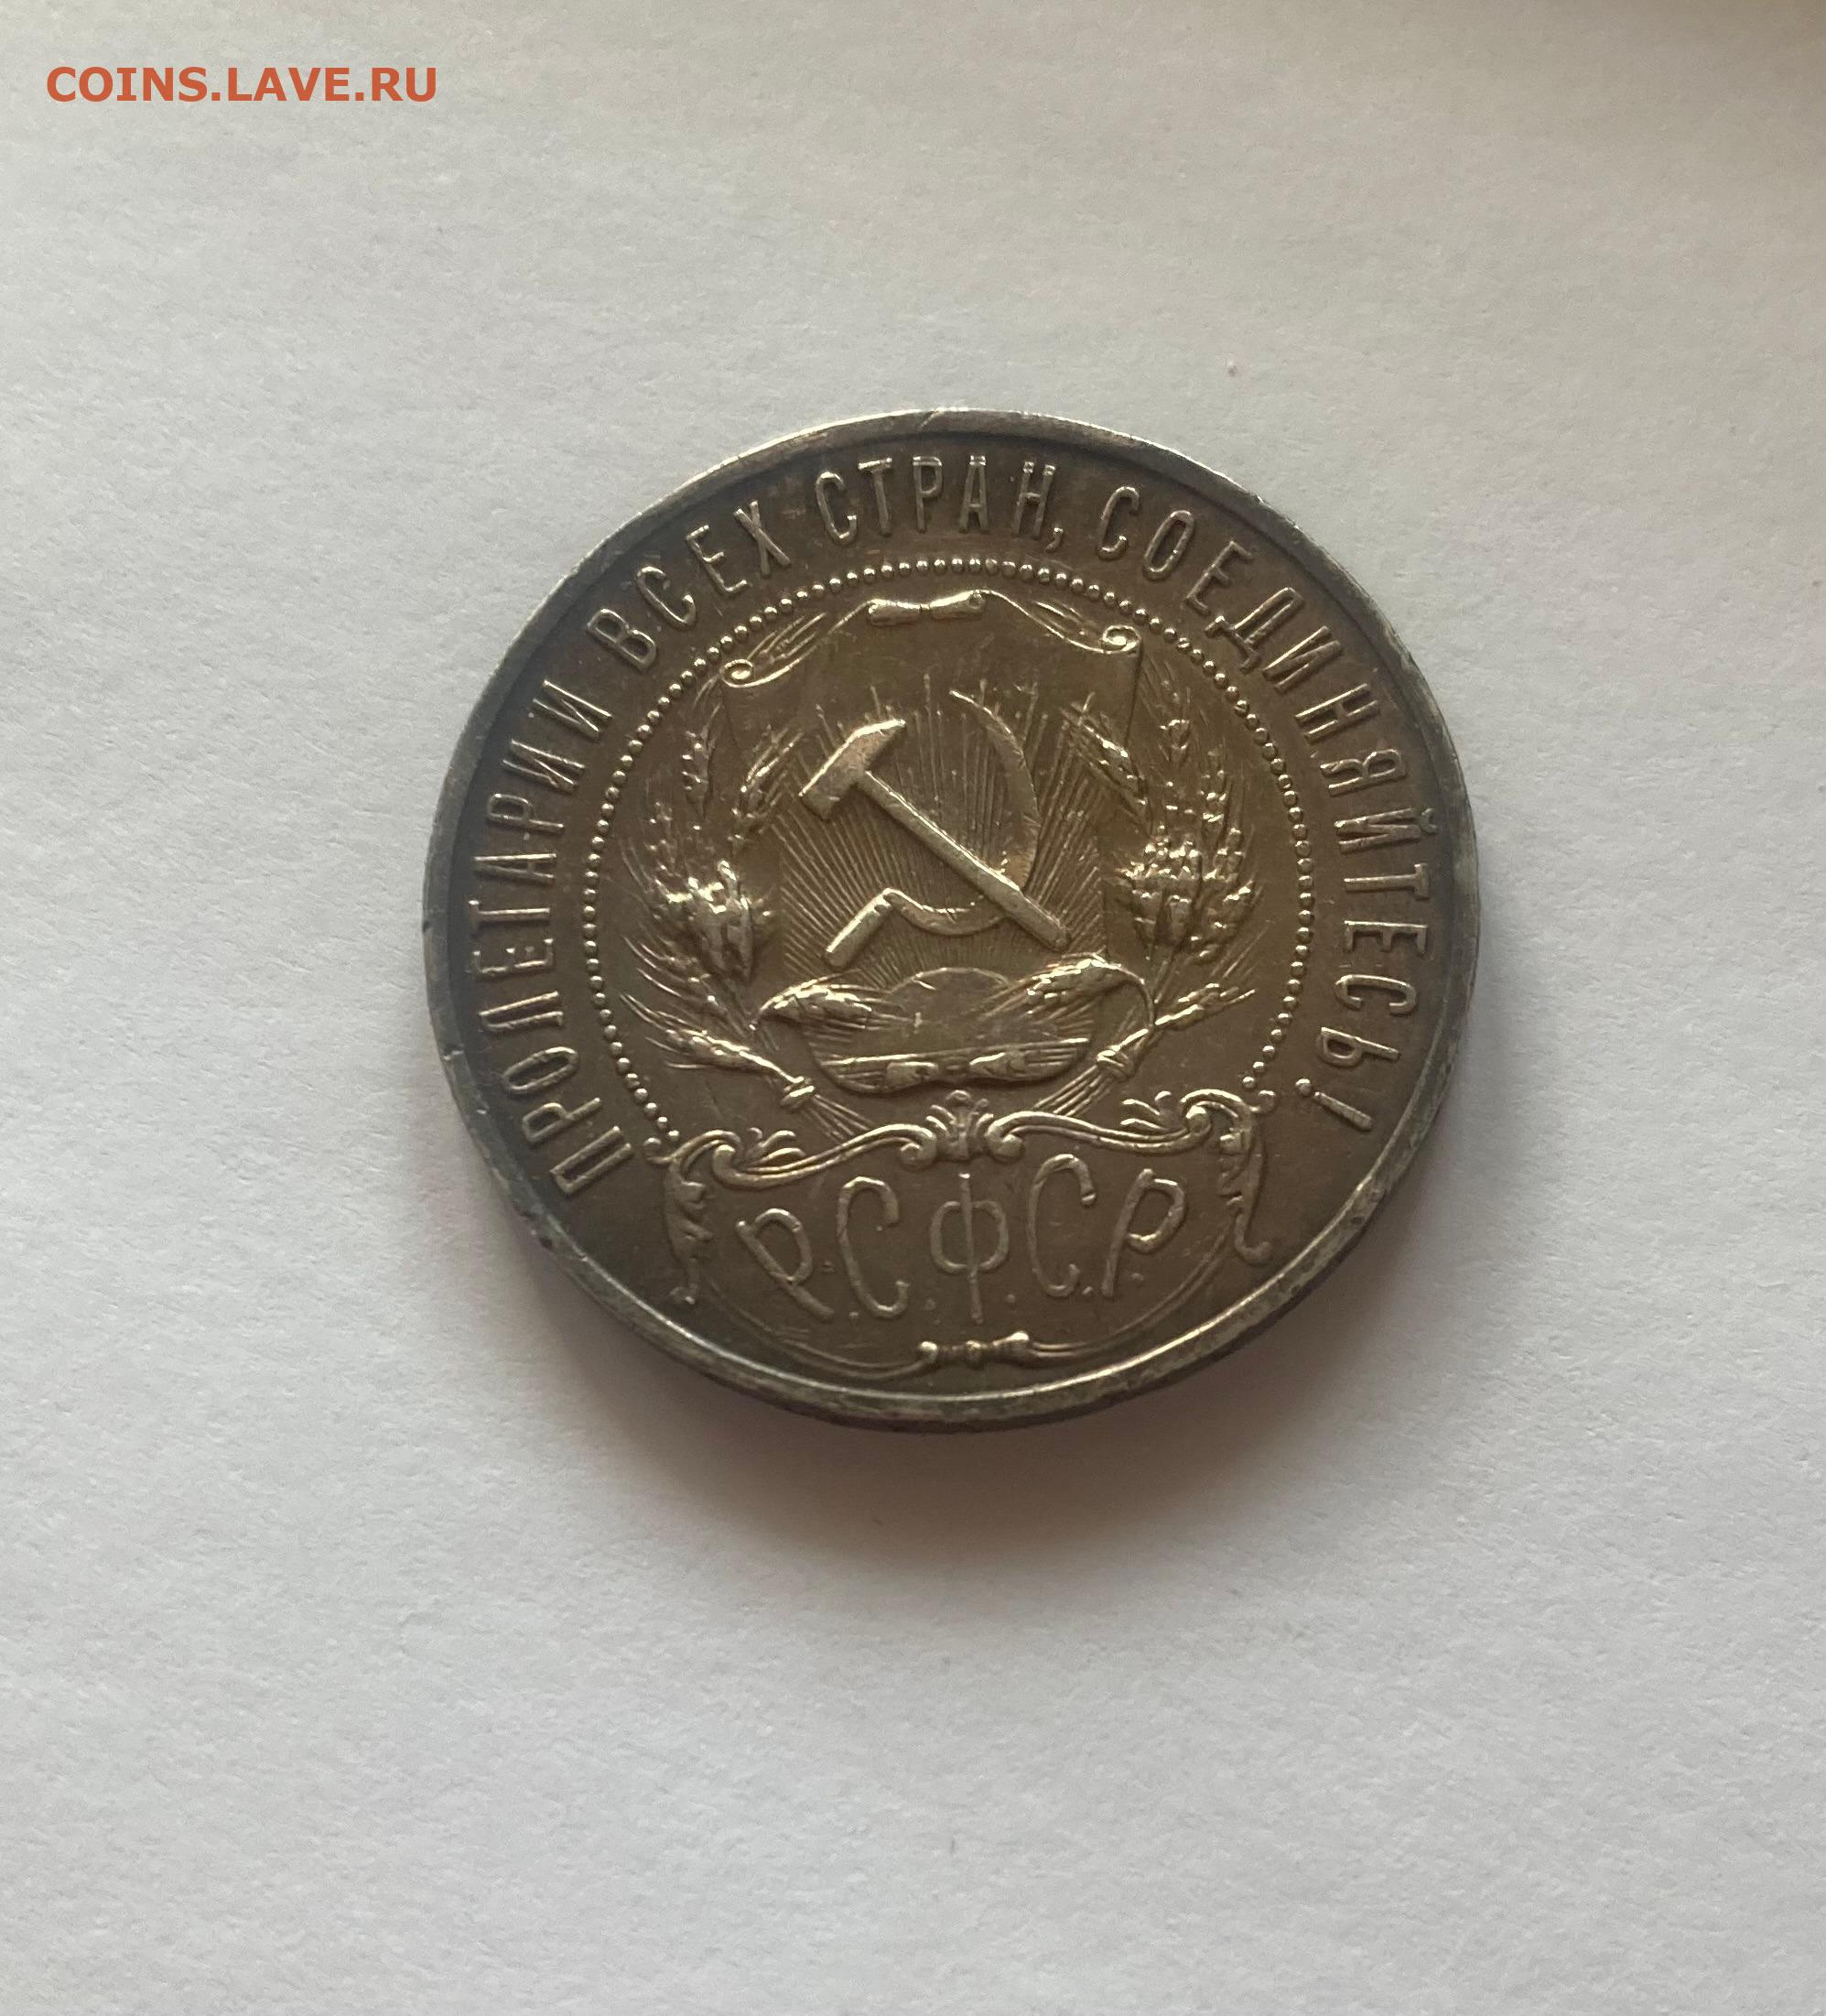 COINS.LAVE.RU
ПРОЛЕТАРИИ ВСЕХ СТРАН, СОЕДИНЯЙТЕСЬ!
Р.С.Ф.С.Р.